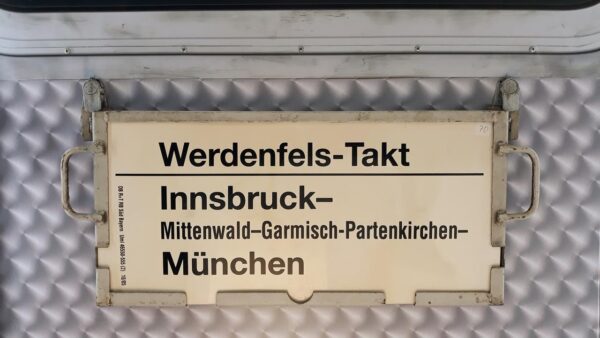 Werdenfels-Takt
Innsbruck–
Mittenwald–Garmisch-Partenkirchen–
München